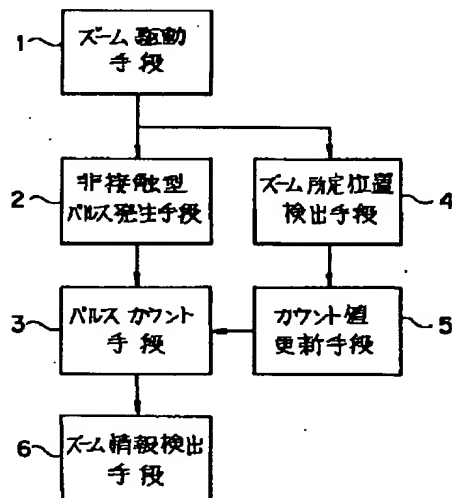 1
ズーム駆動
手段
2
非接触型
パルス発生手段
ズーム所定位置
検出手段
4
3
パルスカウント
手段
カウント値
更新手段
5
6
ズーム情報検出
手段